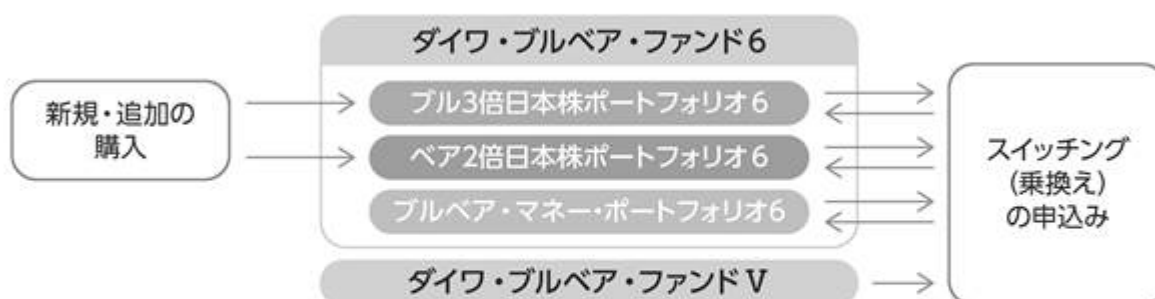 ダイワ・ブルベア・ファンド6
新規・追加の
購入
ブル3倍日本株ポートフォリオ6
ベア2倍日本株ポートフォリオ6
ブルベア・マネー・ポートフォリオ6
スイッチング
(乗換え)
の申込み
ダイワ・ブルベア・ファンドⅤ